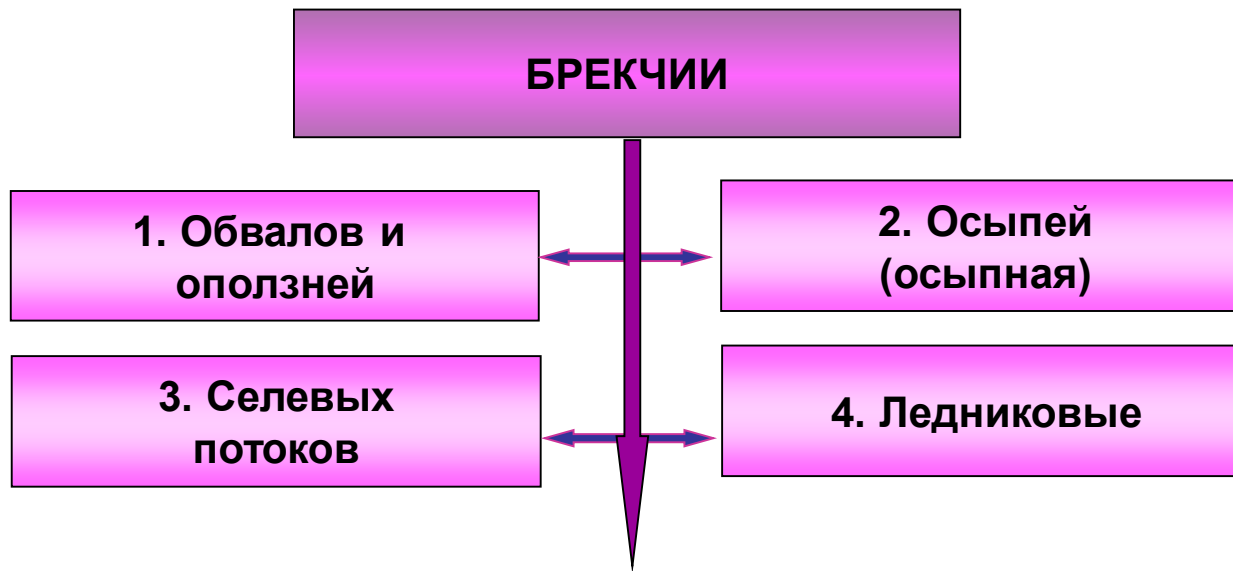 БРЕКЧИИ
1. Обвалов и
оползней
2. Осыпей
(осыпная)
3. Селевых
потоков
4. Ледниковые